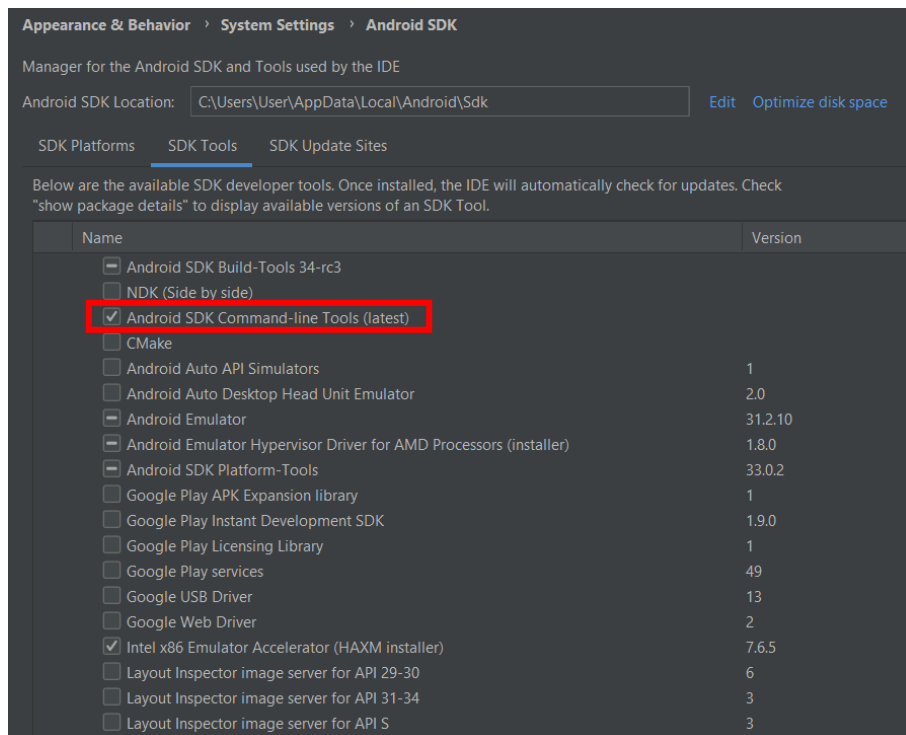 Appearance & Behavior › System Settings › Android SDK
Manager for the Android SDK and Tools used by the IDE
Android SDK Location: C:\Users\User\AppData\Local\Android\Sdk Edit Optimize disk space
SDK Platforms SDK Tools SDK Update Sites
Below are the available SDK developer tools. Once installed, the IDE will automatically check for updates. Check
"show package details" to display available versions of an SDK Tool.
Name Version
Android SDK Build-Tools 34-rc3
NDK (Side by side)
Android SDK Command-line Tools (latest)
CMake
Android Auto API Simulators 1
Android Auto Desktop Head Unit Emulator 2.0
Android Emulator 31.2.10
Android Emulator Hypervisor Driver for AMD Processors (installer) 1.8.0
Android SDK Platform-Tools 33.0.2
Google Play APK Expansion library 1
Google Play Instant Development SDK 1.9.0
Google Play Licensing Library 1
Google Play services 49
Google USB Driver 13
Google Web Driver 2
Intel x86 Emulator Accelerator (HAXM installer) 7.6.5
Layout Inspector image server for API 29-30 6
Layout Inspector image server for API 31-34 3
Layout Inspector image server for API S 3